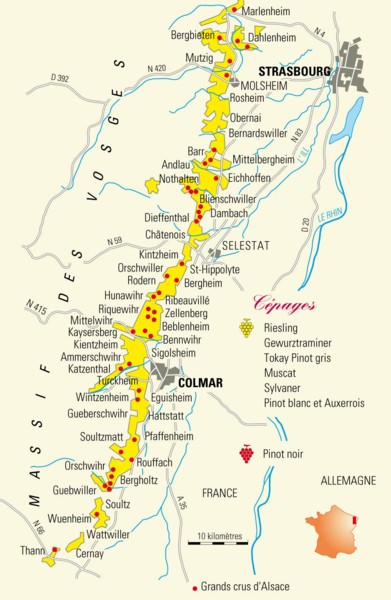 Marlenheim
N 4
Bergbieten
Dahlenheim
Mutzig
STRASBOURG
N 420
D 392
MOLSHEIM
Rosheim
Obernai
Bernardswiller
N 83
L'ILL
Barr
Mittelbergheim
Andlau
Eichhoffen
Nothalten
Blienschwiller
Dambach
Dieffenthal
LE RHIN
D 20
Châtenois
N 59
SELESTAT
Kintzheim
Orschwiller
St-Hippolyte
Rodern
Bergheim
Hunawihr
Ribeauvillé
N 415
Riquewihr
Zellenberg
Mittelwihr
Beblenheim
Kaysersberg
Bennwihr
Kientzheim
Sigolsheim
Ammerschwihr
Katzenthal
Turckheim
COLMAR
Wintzenheim
Eguisheim
Gueberschwihr
Hattstatt
Soultzmatt
Pfaffenheim
Orschwihr
Rouffach
Bergholtz
Guebwiller
Soultz
A 35
Wuenheim
Wattwiller
N 66
Thann
Cernay
MASSIF DES VOSGES
Cépages
Riesling
Gewurztraminer
Tokay Pinot gris
Muscat
Sylvaner
Pinot blanc et Auxerrois
Pinot noir
FRANCE
ALLEMAGNE
10 kilomètres
Grands crus d'Alsace